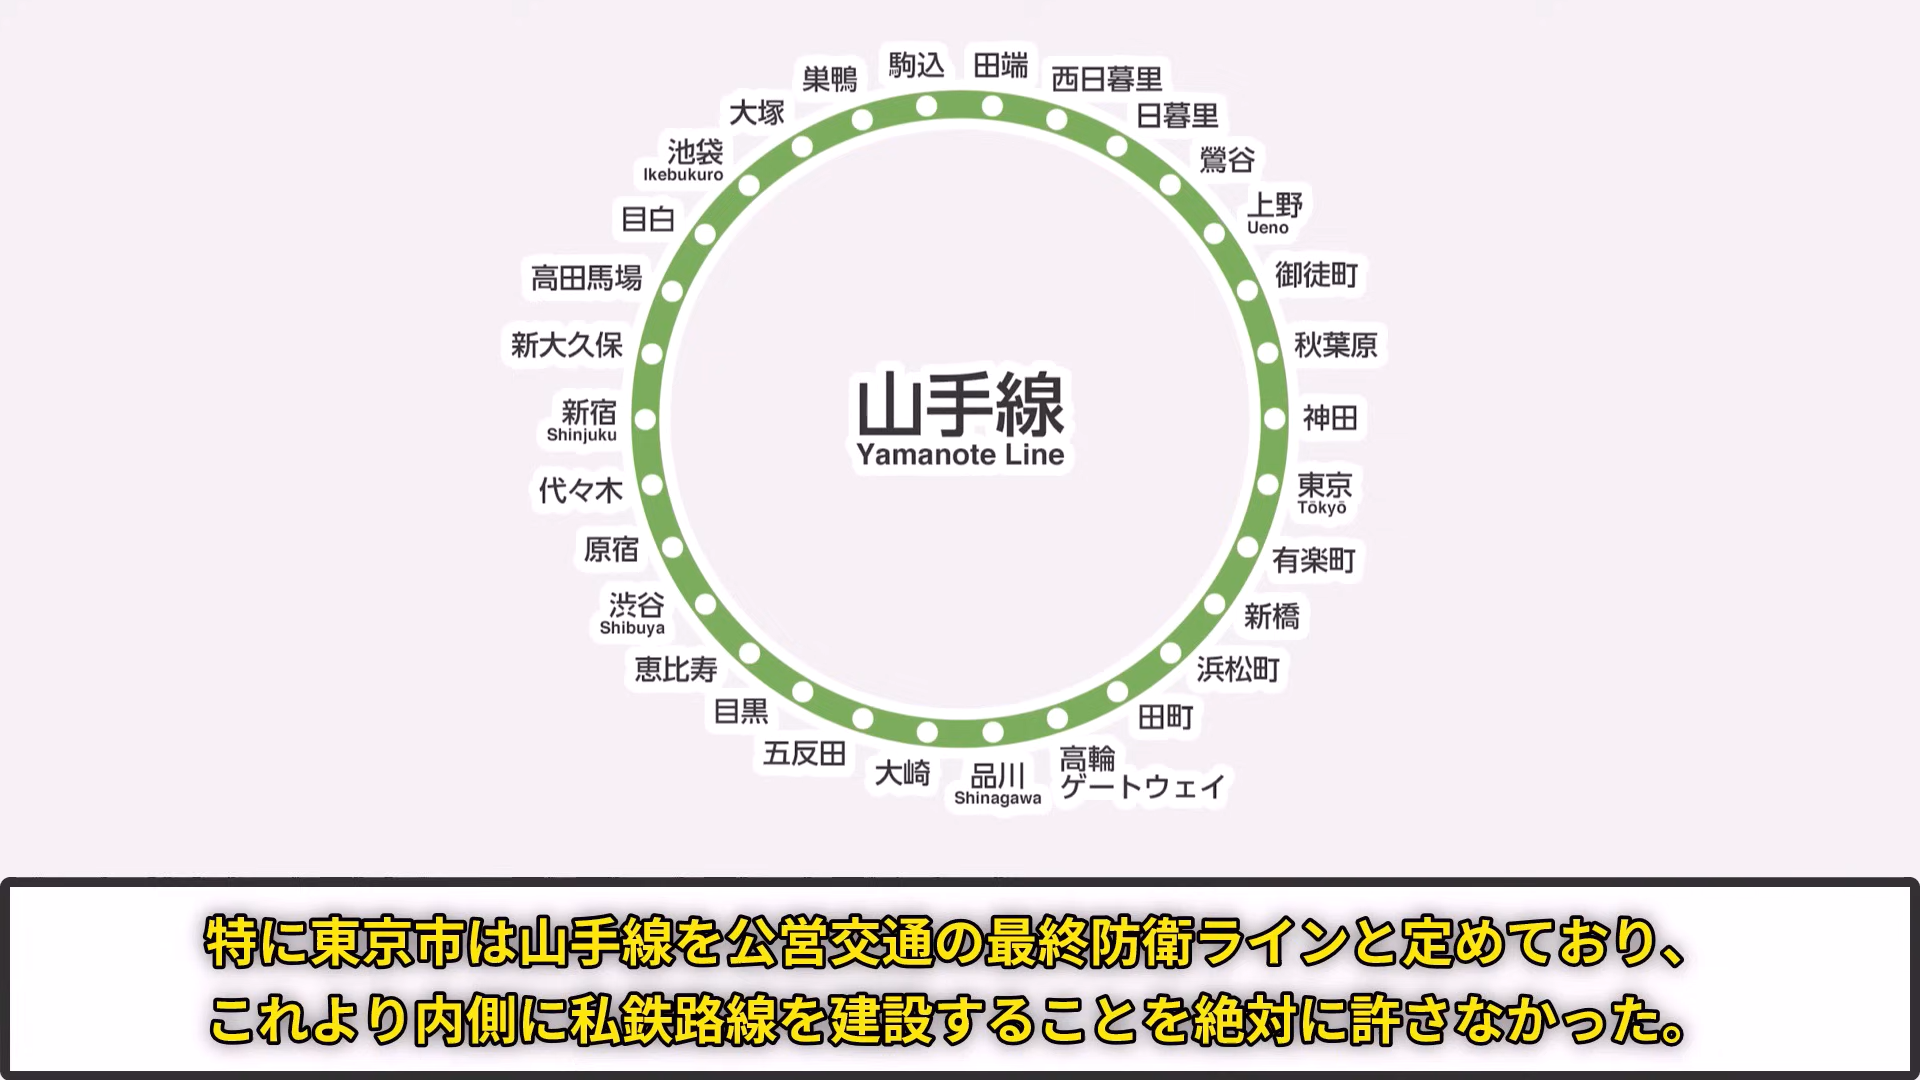 駒込
田端
西日暮里
日暮里
鶯谷
上野
Ueno
御徒町
秋葉原
神田
東京
Tōkyō
有楽町
新橋
浜松町
田町
高輪
ゲートウェイ
品川
Shinagawa
大崎
五反田
目黒
恵比寿
渋谷
Shibuya
原宿
代々木
新宿
Shinjuku
新大久保
高田馬場
目白
池袋
Ikebukuro
大塚
巣鴨
山手線
Yamanote Line
特に東京市は山手線を公営交通の最終防衛ラインと定めており、
これより内側に私鉄路線を建設することを絶対に許さなかった。